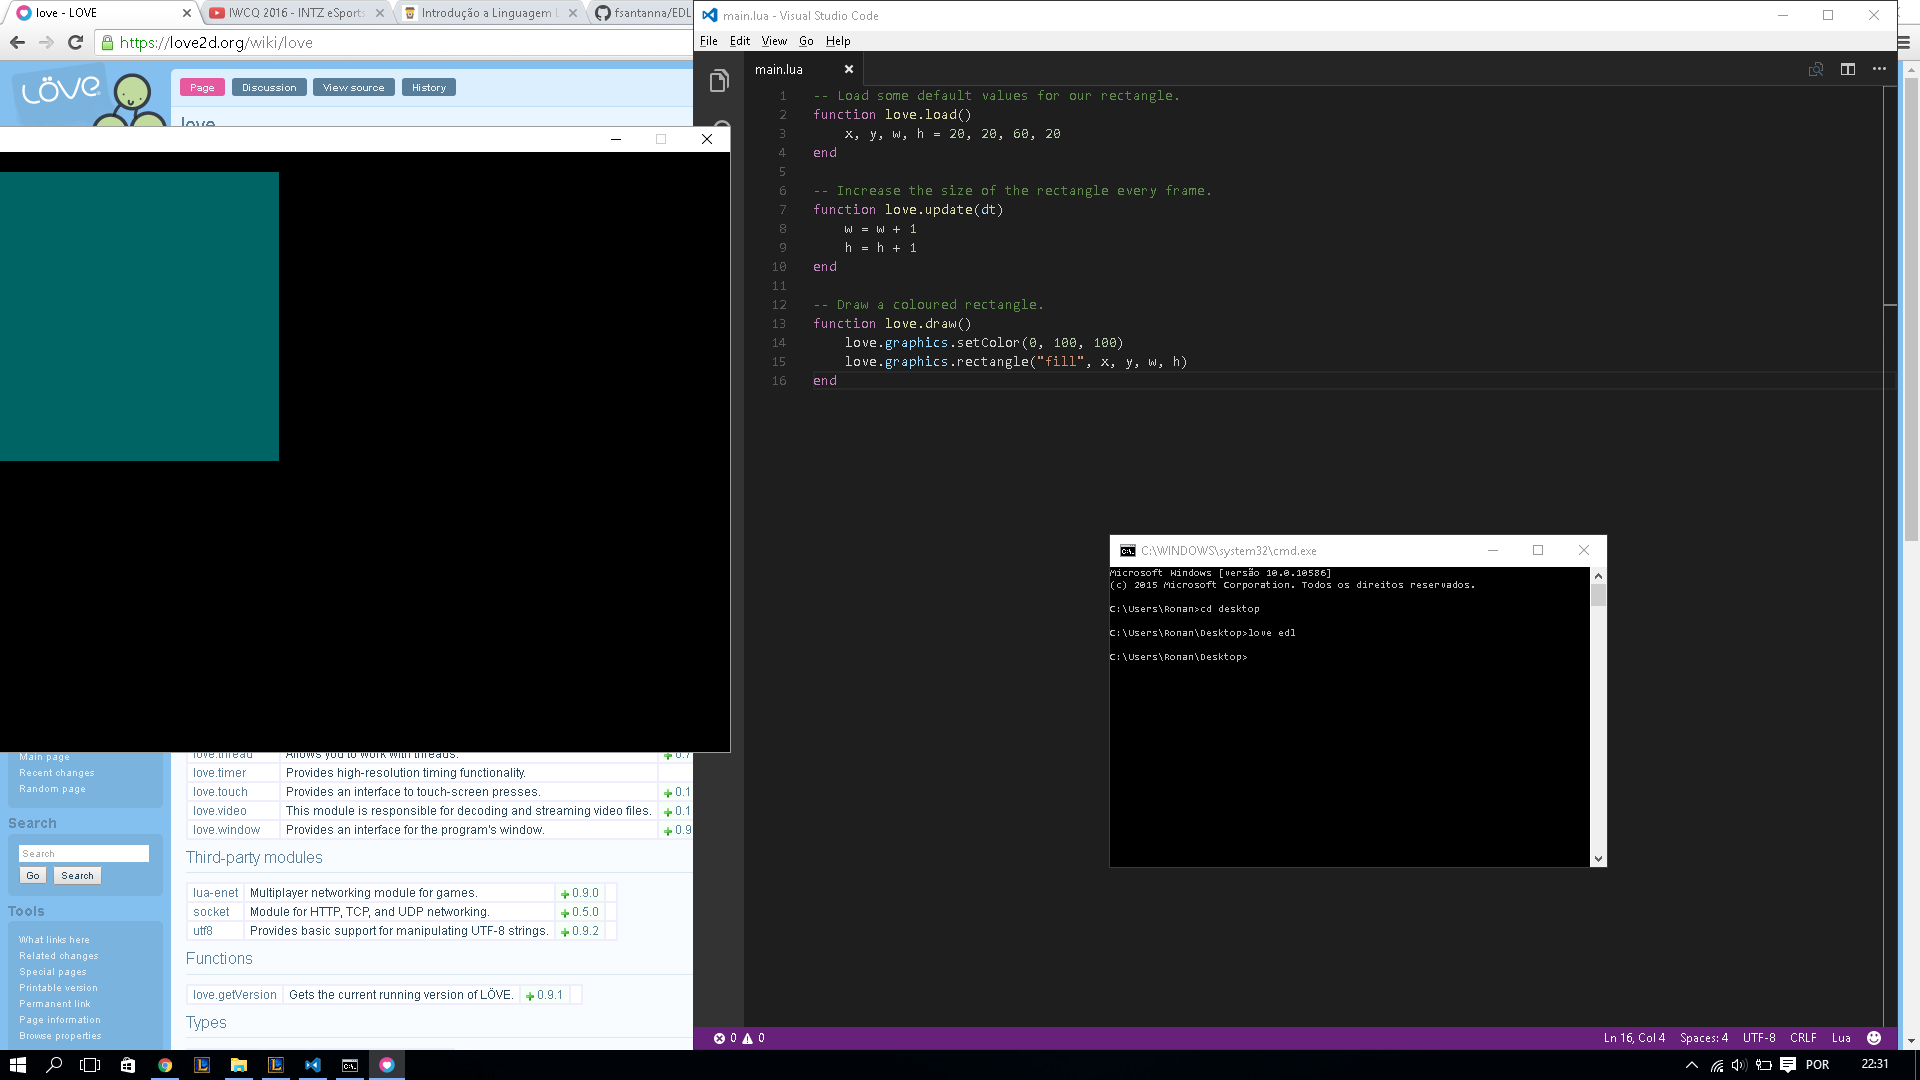 love - LOVE
IWCQ 2016 - INTZ eSports
Introdução a Linguagem L
fsantanna/EDL
https://love2d.org/wiki/love
LÖVE
Page
Discussion
View source
History
love
Main page
Recent changes
Random page
Search
Search
Go
Search
Tools
What links here
Related changes
Special pages
Printable version
Permanent link
Page information
Browse properties
love.thread Allows you to work with threads. 0.7
love.timer Provides high-resolution timing functionality.
love.touch Provides an interface to touch-screen presses. 0.1
love.video This module is responsible for decoding and streaming video files. 0.1
love.window Provides an interface for the program's window. 0.9
Third-party modules
lua-enet Multiplayer networking module for games. 0.9.0
socket Module for HTTP, TCP, and UDP networking. 0.5.0
utf8 Provides basic support for manipulating UTF-8 strings. 0.9.2
Functions
love.getVersion Gets the current running version of LÖVE. 0.9.1
Types
main.lua - Visual Studio Code
File Edit View Go Help
main.lua
1 -- Load some default values for our rectangle.
2 function love.load()
3 x, y, w, h = 20, 20, 60, 20
4 end
5
6 -- Increase the size of the rectangle every frame.
7 function love.update(dt)
8 w = w + 1
9 h = h + 1
10 end
11
12 -- Draw a coloured rectangle.
13 function love.draw()
14 love.graphics.setColor(0, 100, 100)
15 love.graphics.rectangle("fill", x, y, w, h)
16 end
C:\WINDOWS\system32\cmd.exe
Microsoft Windows [versão 10.0.10586]
(c) 2015 Microsoft Corporation. Todos os direitos reservados.
C:\Users\Ronan>cd desktop
C:\Users\Ronan\Desktop>love edl
C:\Users\Ronan\Desktop>
0 0
Ln 16, Col 4 Spaces: 4 UTF-8 CRLF Lua
POR 22:31